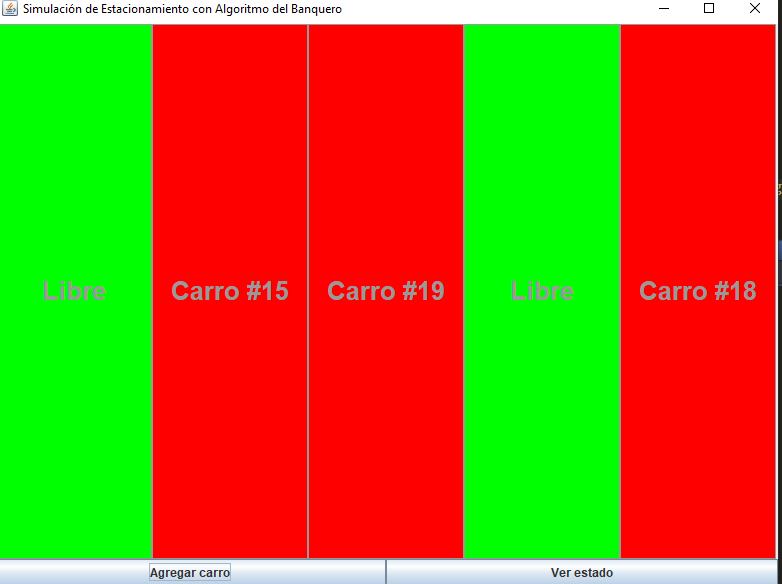 Simulación de Estacionamiento con Algoritmo del Banquero
Libre
Carro #15
Carro #19
Libre
Carro #18
Agregar carro
Ver estado